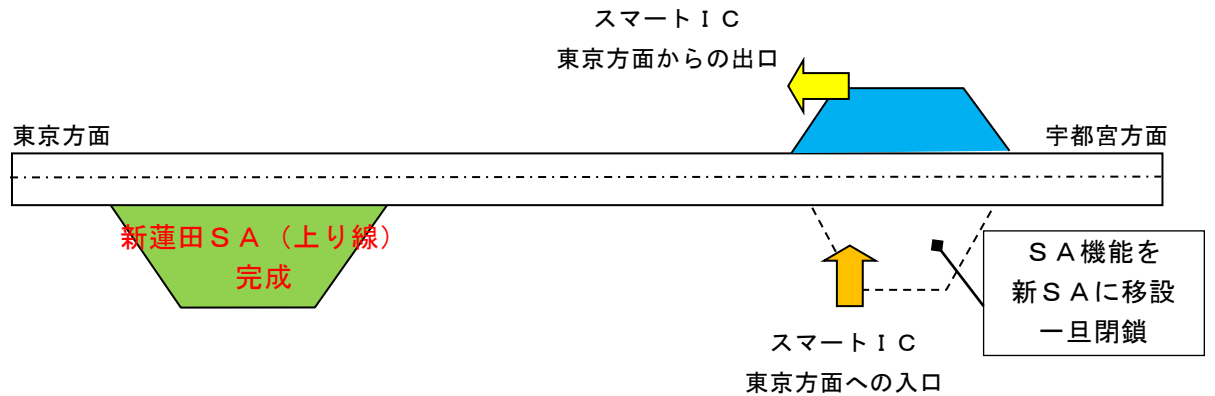 スマートＩＣ
東京方面からの出口
東京方面
宇都宮方面
新蓮田ＳＡ（上り線）
完成
ＳＡ機能を
新ＳＡに移設
一旦閉鎖
スマートＩＣ
東京方面への入口